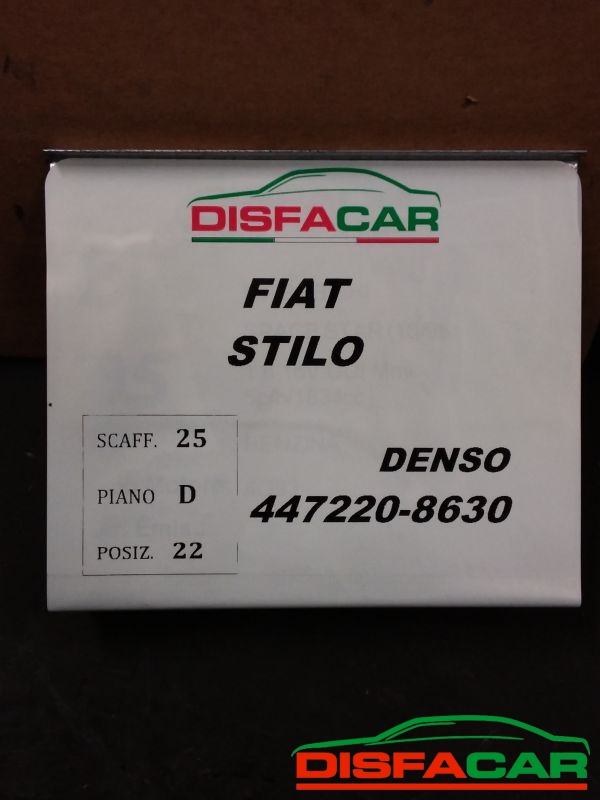 DISFACAR
FIAT
STILO
SCAFF. 25
PIANO D
POSIZ. 22
DENSO
447220-8630
DISFACAR